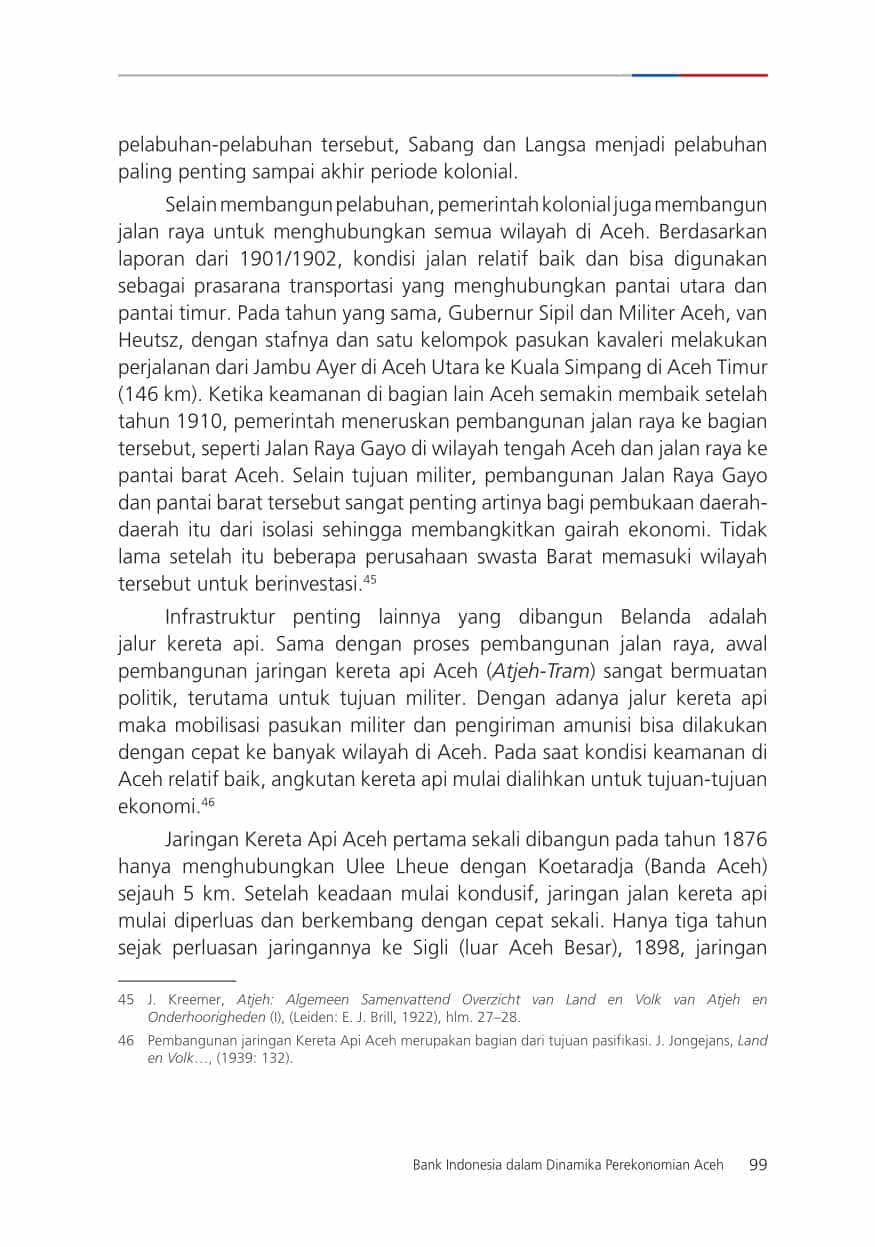 pelabuhan-pelabuhan tersebut, Sabang dan Langsa menjadi pelabuhan
paling penting sampai akhir periode kolonial.
Selain membangun pelabuhan, pemerintah kolonial juga membangun
jalan raya untuk menghubungkan semua wilayah di Aceh. Berdasarkan
laporan dari 1901/1902, kondisi jalan relatif baik dan bisa digunakan
sebagai prasarana transportasi yang menghubungkan pantai utara dan
pantai timur. Pada tahun yang sama, Gubernur Sipil dan Militer Aceh, van
Heutsz, dengan stafnya dan satu kelompok pasukan kavaleri melakukan
perjalanan dari Jambu Ayer di Aceh Utara ke Kuala Simpang di Aceh Timur
(146 km). Ketika keamanan di bagian lain Aceh semakin membaik setelah
tahun 1910, pemerintah meneruskan pembangunan jalan raya ke bagian
tersebut, seperti Jalan Raya Gayo di wilayah tengah Aceh dan jalan raya ke
pantai barat Aceh. Selain tujuan militer, pembangunan Jalan Raya Gayo
dan pantai barat tersebut sangat penting artinya bagi pembukaan daerah-
daerah itu dari isolasi sehingga membangkitkan gairah ekonomi. Tidak
lama setelah itu beberapa perusahaan swasta Barat memasuki wilayah
tersebut untuk berinvestasi.45
Infrastruktur penting lainnya yang dibangun Belanda adalah
jalur kereta api. Sama dengan proses pembangunan jalan raya, awal
pembangunan jaringan kereta api Aceh (Atjeh-Tram) sangat bermuatan
politik, terutama untuk tujuan militer. Dengan adanya jalur kereta api
maka mobilisasi pasukan militer dan pengiriman amunisi bisa dilakukan
dengan cepat ke banyak wilayah di Aceh. Pada saat kondisi keamanan di
Aceh relatif baik, angkutan kereta api mulai dialihkan untuk tujuan-tujuan
ekonomi.46
Jaringan Kereta Api Aceh pertama sekali dibangun pada tahun 1876
hanya menghubungkan Ulee Lheue dengan Koetaradja (Banda Aceh)
sejauh 5 km. Setelah keadaan mulai kondusif, jaringan jalan kereta api
mulai diperluas dan berkembang dengan cepat sekali. Hanya tiga tahun
sejak perluasan jaringannya ke Sigli (luar Aceh Besar), 1898, jaringan
45 J. Kreemer, Atjeh: Algemeen Samenvattend Overzicht van Land en Volk van Atjeh en
Onderhoorigheden (I), (Leiden: E. J. Brill, 1922), hlm. 27–28.
46 Pembangunan jaringan Kereta Api Aceh merupakan bagian dari tujuan pasifikasi. J. Jongejans, Land
en Volk…, (1939: 132).
Bank Indonesia dalam Dinamika Perekonomian Aceh 99